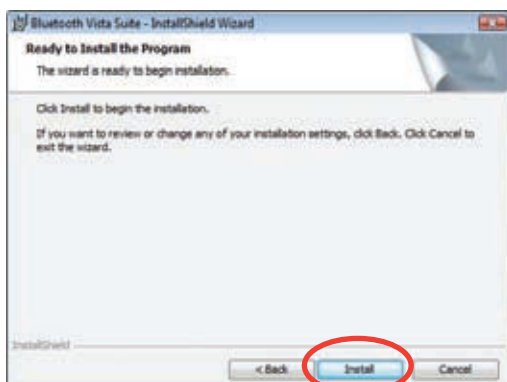 Bluetooth Vista Suite - InstallShield Wizard
Ready to Install the Program
The wizard is ready to begin installation.
Click Install to begin the installation.
If you want to review or change any of your installation settings, click Back. Click Cancel to
exit the wizard.
InstallShield
< Back
Install
Cancel